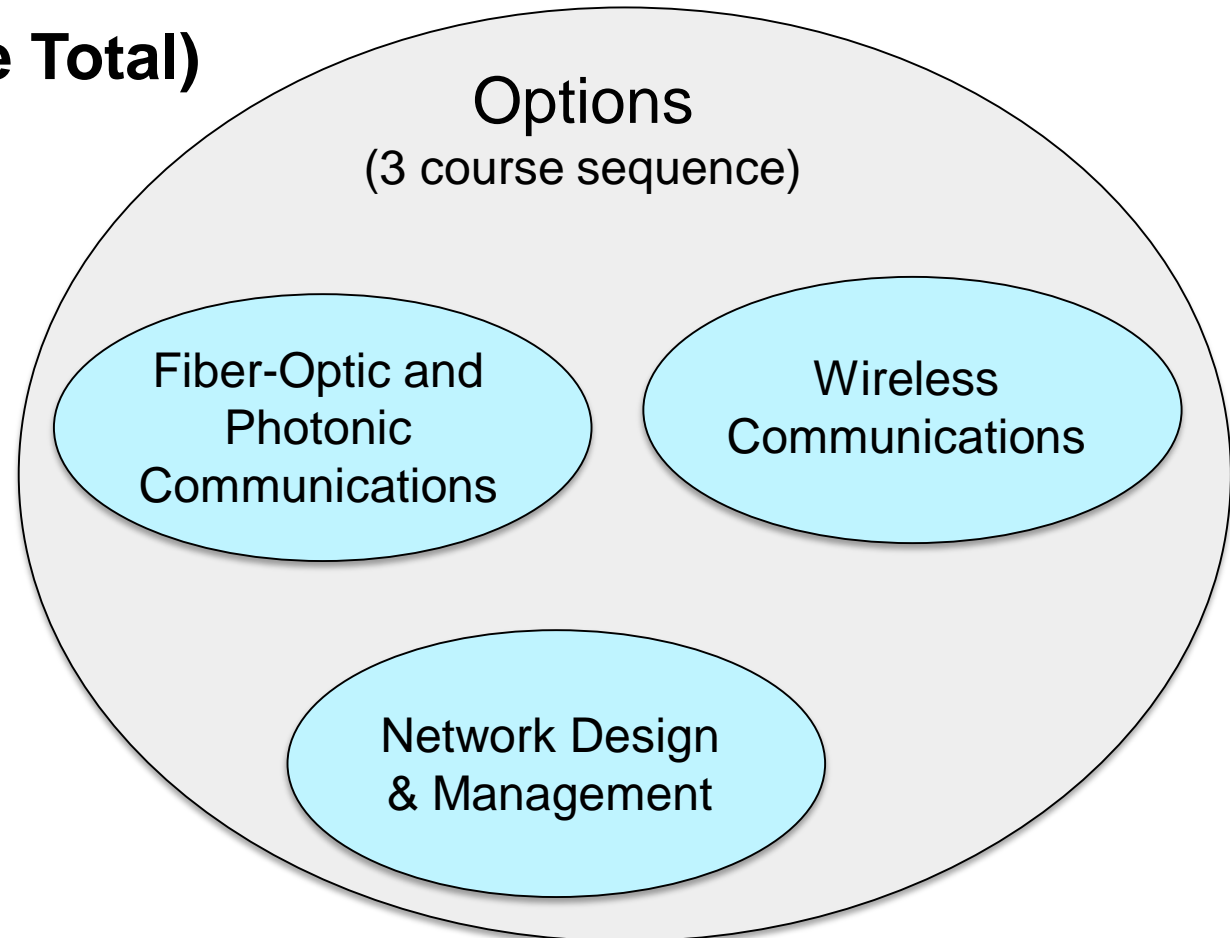 e Total)
Options
(3 course sequence)
Fiber-Optic and
Photonic
Communications
Wireless
Communications
Network Design
& Management